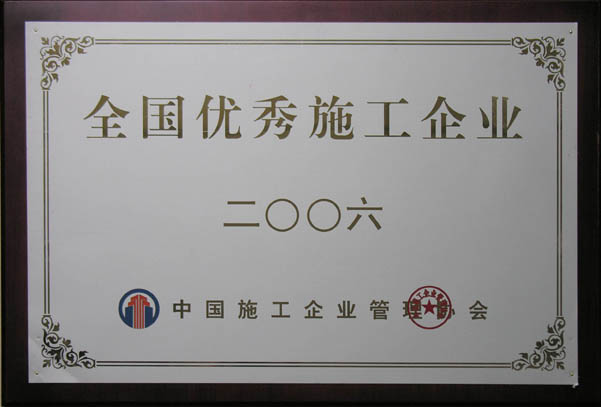 全国优秀施工企业
二〇〇六
中国施工企业管理协会